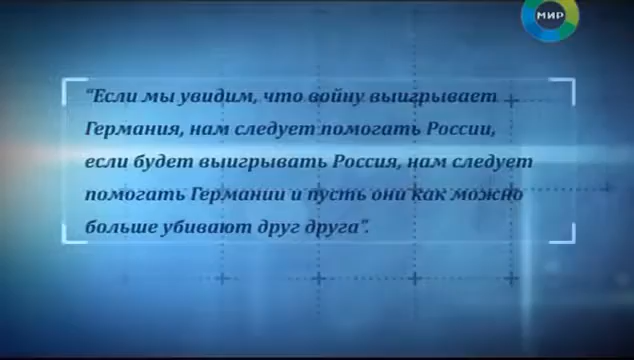 МИР
“Если мы увидим, что войну выигрывает
Германия, нам следует помогать России,
если будет выигрывать Россия, нам следует
помогать Германии и пусть они как можно
больше убивают друг друга”.